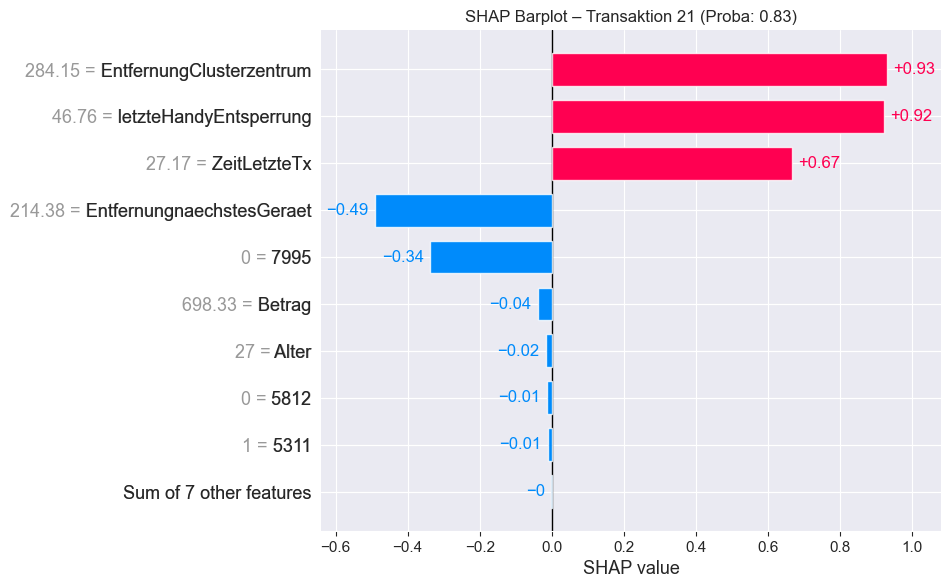 SHAP Barplot – Transaktion 21 (Proba: 0.83)
284.15 = EntfernungClusterzentrum
+0.93
46.76 = letzteHandyEntsperrung
+0.92
27.17 = ZeitLetzteTx
+0.67
214.38 = EntfernungnaechstesGeraet
−0.49
0 = 7995
−0.34
698.33 = Betrag
−0.04
27 = Alter
−0.02
0 = 5812
−0.01
1 = 5311
−0.01
Sum of 7 other features
−0
−0.6 −0.4 −0.2 0.0 0.2 0.4 0.6 0.8 1.0
SHAP value